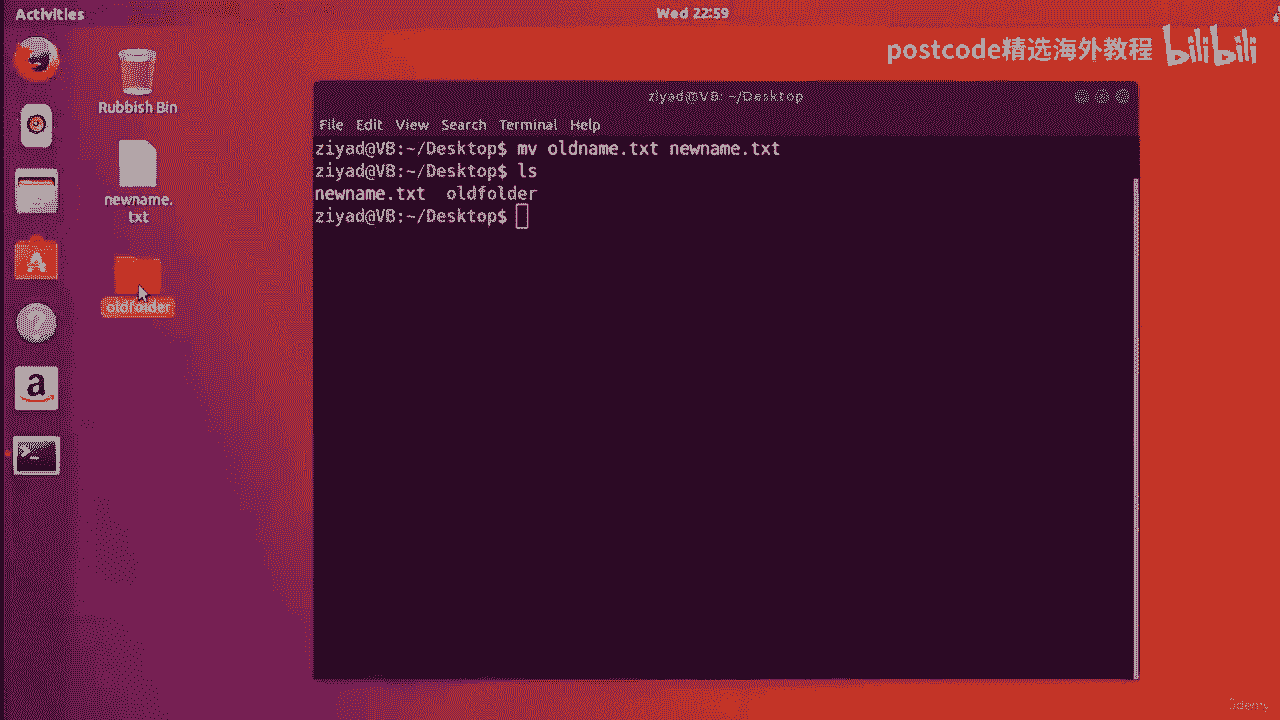 Activities
Wed 22:59
postcode精选海外教程 bilibili
Rubbish Bin
newname.
txt
oldfolder
ziyad@VB: ~/Desktop
File Edit View Search Terminal Help
ziyad@VB:~/Desktop$ mv oldname.txt newname.txt
ziyad@VB:~/Desktop$ ls
newname.txt oldfolder
ziyad@VB:~/Desktop$